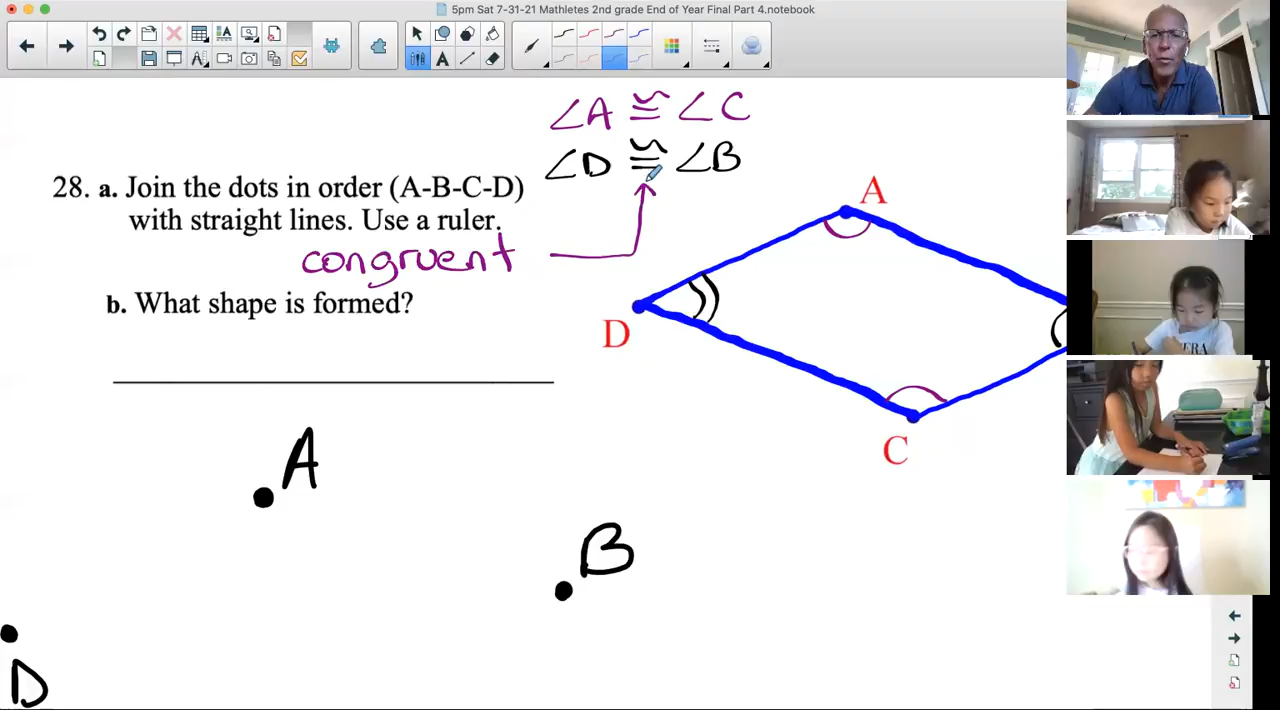 5pm Sat 7-31-21 Mathletes 2nd grade End of Year Final Part 4.notebook
∠A ≅ ∠C
∠D ≅ ∠B
28. a. Join the dots in order (A-B-C-D)
with straight lines. Use a ruler.
congruent
b. What shape is formed?
A
D
C
A
B
D